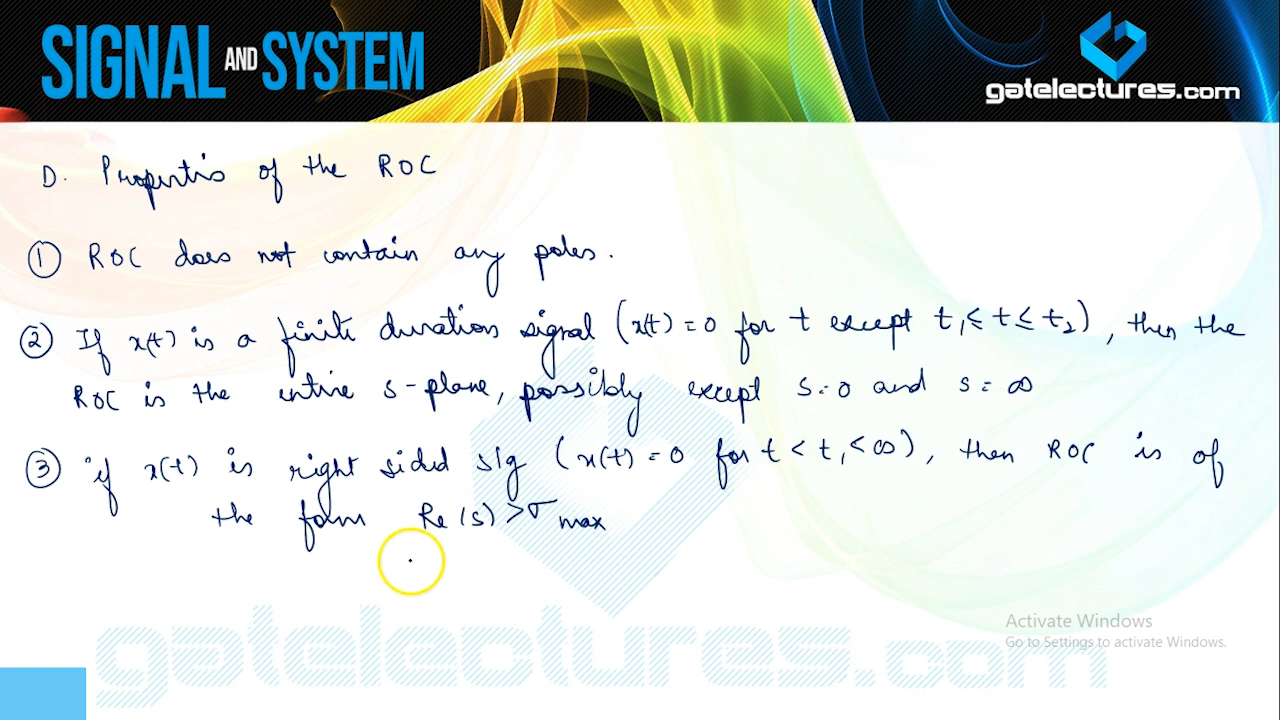 SIGNAL AND SYSTEM
gatelectures.com
D. Propertis of the ROC
① ROC does not contain any poles.
② If x(t) is a finite duration signal (x(t) = 0 for t except t₁ ≤ t ≤ t₂), then the
ROC is the entire s-plane, possibly except s=0 and s=∞
③ if x(t) is right sided sig (x(t) = 0 for t < t₁ < ∞), then ROC is of
the form Re(s) > σ max
Activate Windows
Go to Settings to activate Windows.
gatelectures.com